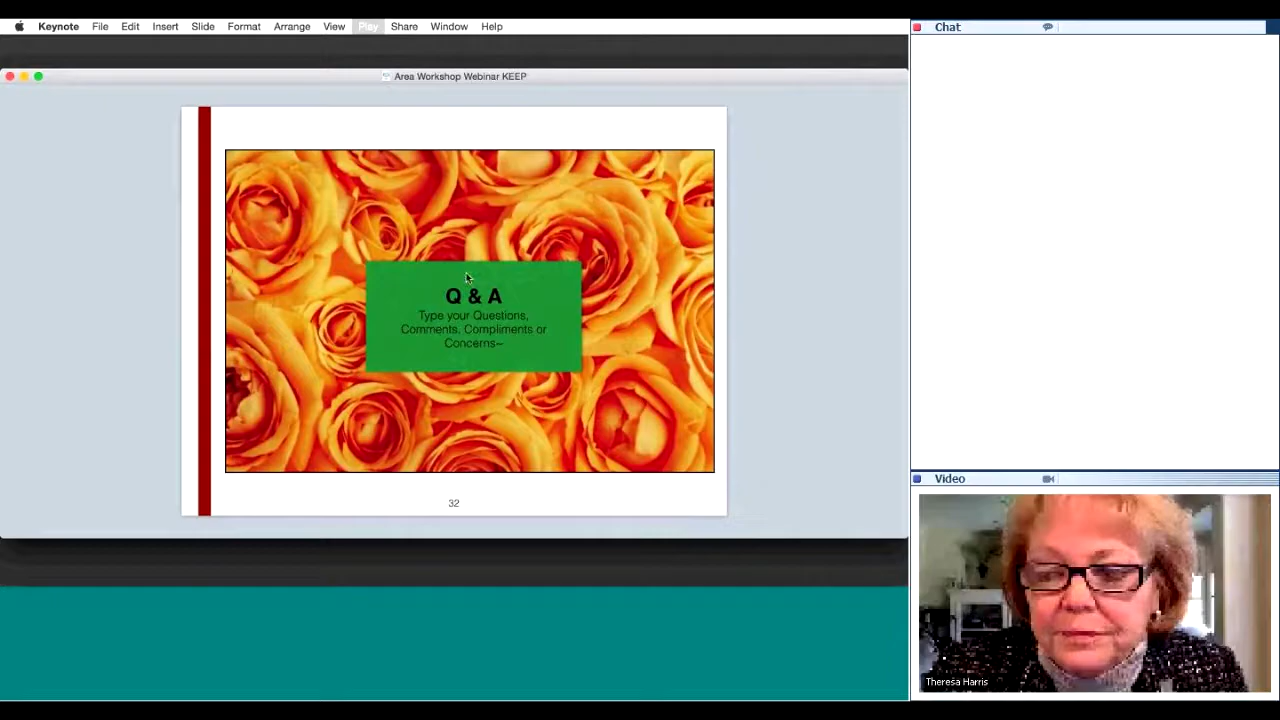 Keynote File Edit Insert Slide Format Arrange View Play Share Window Help
Area Workshop Webinar KEEP
Q & A
Type your Questions,
Comments. Compliments or
Concerns~
32
Chat
Video
Theresa Harris